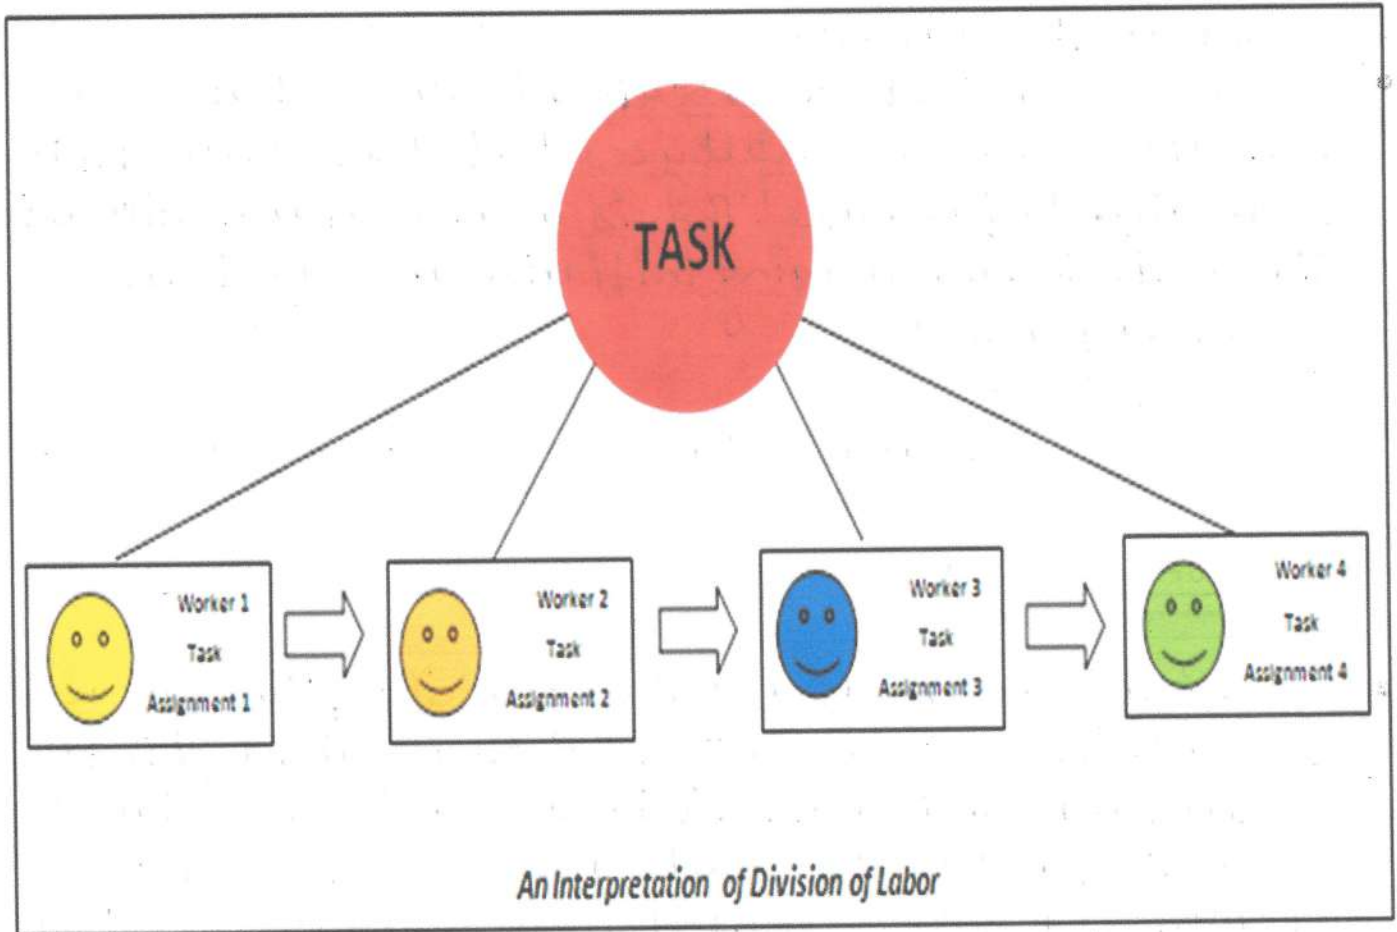 TASK
Worker 1
Task
Assignment 1
Worker 2
Task
Assignment 2
Worker 3
Task
Assignment 3
Worker 4
Task
Assignment 4
An Interpretation of Division of Labor